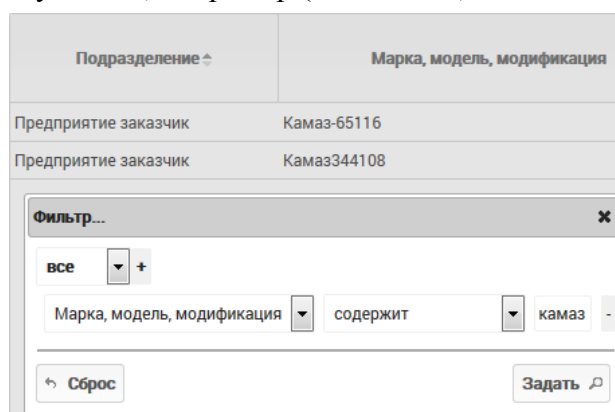 Подразделение
Марка, модель, модификация
Предприятие заказчик Камаз-65116
Предприятие заказчик Камаз344108
Фильтр...
все +
Марка, модель, модификация содержит камаз -
Сброс Задать